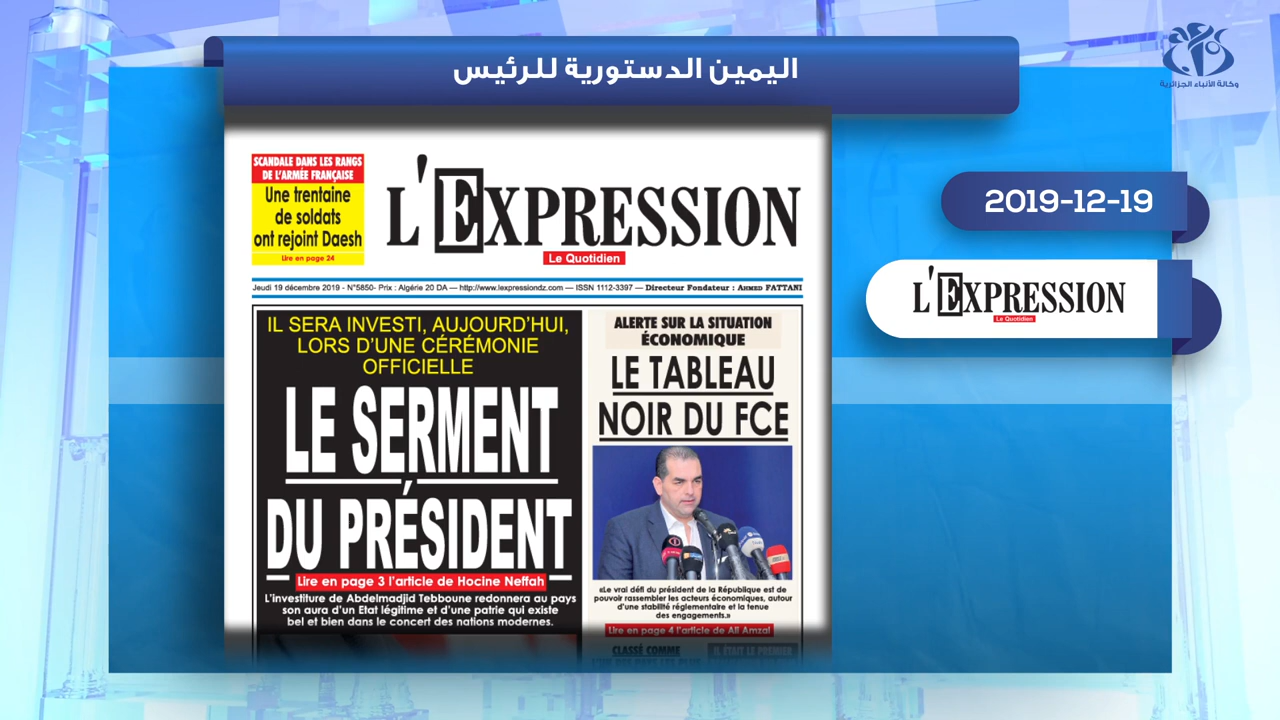 اليمين الدستورية للرئيس
وكالة الأنباء الجزائرية
2019-12-19
L'EXPRESSION
Le Quotidien
SCANDALE DANS LES RANGS
DE L'ARMÉE FRANÇAISE
Une trentaine
de soldats
ont rejoint Daesh
Lire en page 24
L'EXPRESSION
Le Quotidien
Jeudi 19 décembre 2019 - N°5850- Prix : Algérie 20 DA — http://www.lexpressiondz.com — ISSN 1112-3397 — Directeur Fondateur : AHMED FATTANI
IL SERA INVESTI, AUJOURD'HUI,
LORS D'UNE CÉRÉMONIE
OFFICIELLE
LE SERMENT
DU PRÉSIDENT
Lire en page 3 l'article de Hocine Neffah
L'investiture de Abdelmadjid Tebboune redonnera au pays
son aura d'un Etat légitime et d'une patrie qui existe
bel et bien dans le concert des nations modernes.
ALERTE SUR LA SITUATION
ÉCONOMIQUE
LE TABLEAU
NOIR DU FCE
«Le vrai défi du président de la République est de
pouvoir rassembler les acteurs économiques, autour
d'une stabilité réglementaire et la tenue
des engagements.»
Lire en page 4 l'article de Ali Amzal
CLASSÉ COMME
IL ÉTAIT LE PREMIER